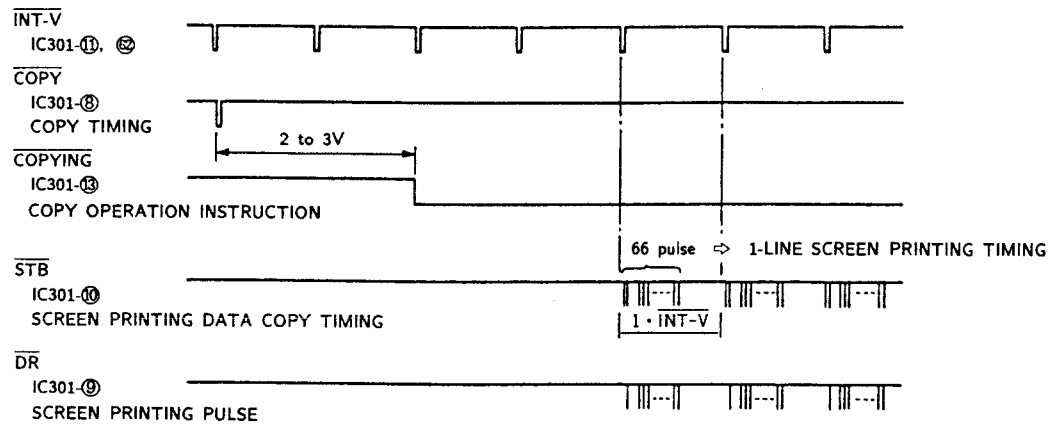 INT-V
IC301-⑪, ㉒
COPY
IC301-⑧
COPY TIMING
2 to 3V
COPYING
IC301-⑬
COPY OPERATION INSTRUCTION
66 pulse ⇨ 1-LINE SCREEN PRINTING TIMING
STB
IC301-⑩
SCREEN PRINTING DATA COPY TIMING
1・INT-V
DR
IC301-⑨
SCREEN PRINTING PULSE